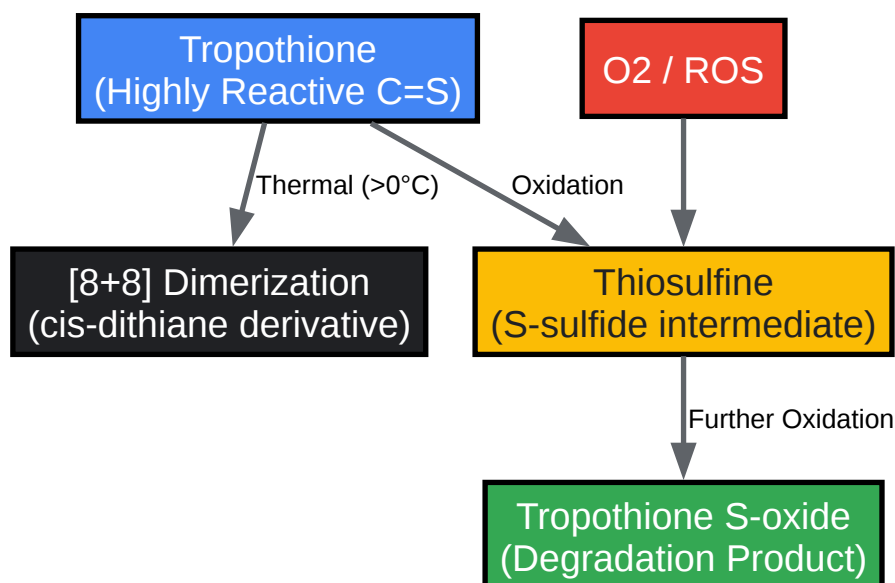 Tropothione
(Highly Reactive C=S)
O2 / ROS
Thermal (>0°C)
Oxidation
[8+8] Dimerization
(cis-dithiane derivative)
Thiosulfine
(S-sulfide intermediate)
Further Oxidation
Tropothione S-oxide
(Degradation Product)